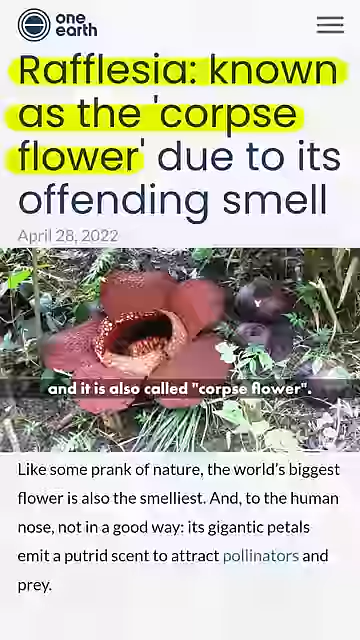 one
earth
Rafflesia: known
as the 'corpse
flower' due to its
offending smell
April 28, 2022
and it is also called "corpse flower".
Like some prank of nature, the world's biggest
flower is also the smelliest. And, to the human
nose, not in a good way: its gigantic petals
emit a putrid scent to attract pollinators and
prey.